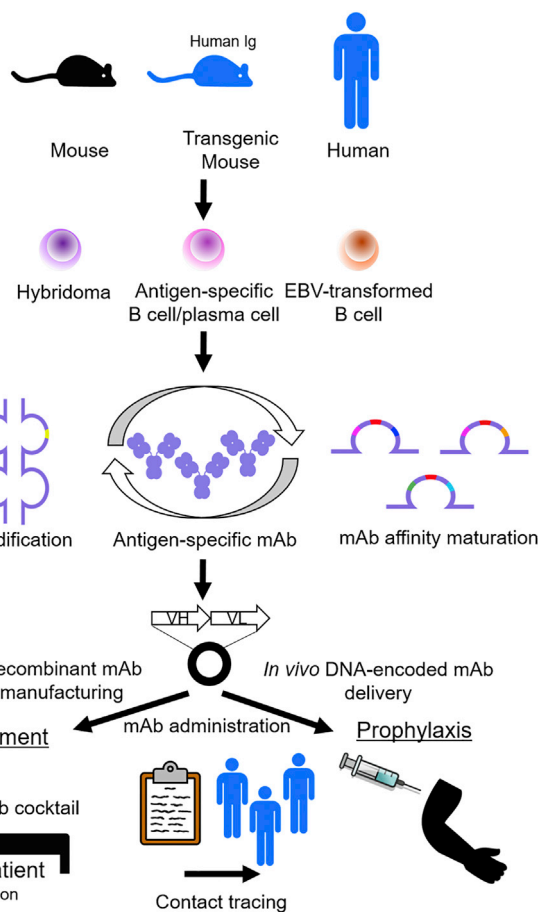 Human Ig
Mouse
Transgenic
Mouse
Human
Hybridoma
Antigen-specific
B cell/plasma cell
EBV-transformed
B cell
dification
Antigen-specific mAb
mAb affinity maturation
VH
VL
ecombinant mAb
manufacturing
In vivo DNA-encoded mAb
delivery
mAb administration
ment
Prophylaxis
b cocktail
atient
on
Contact tracing